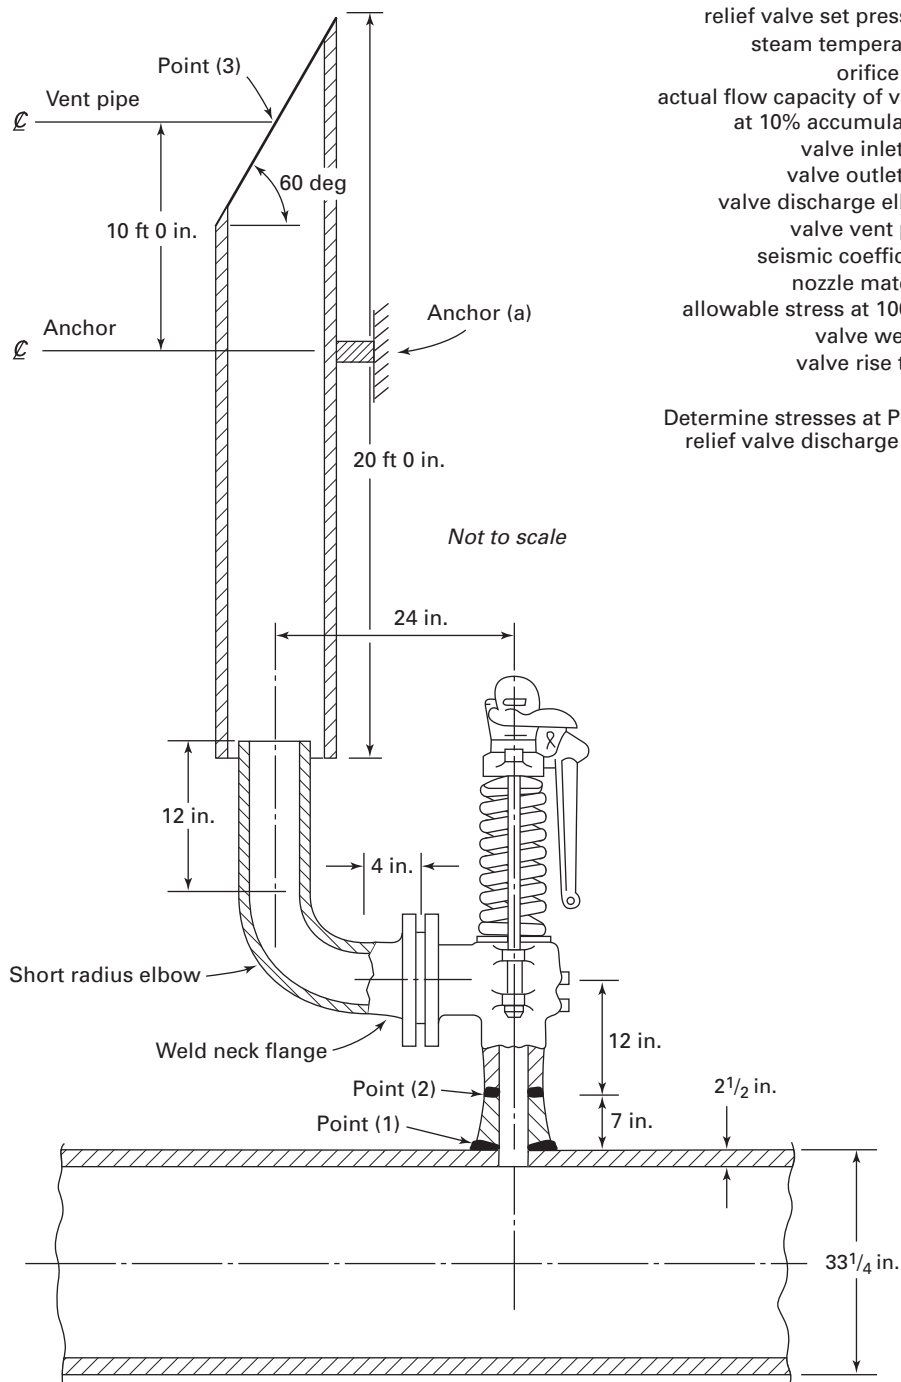 relief valve set press
steam tempera
orifice
actual flow capacity of v
at 10% accumula
valve inlet
valve outlet
valve discharge el
valve vent
seismic coeffic
nozzle mat
allowable stress at 10
valve we
valve rise t
Determine stresses at P
relief valve discharge
Point (3)
Vent pipe
℄
60 deg
10 ft 0 in.
Anchor
℄
Anchor (a)
20 ft 0 in.
Not to scale
24 in.
12 in.
4 in.
Short radius elbow
Weld neck flange
12 in.
Point (2)
2 1/2 in.
7 in.
Point (1)
33 1/4 in.